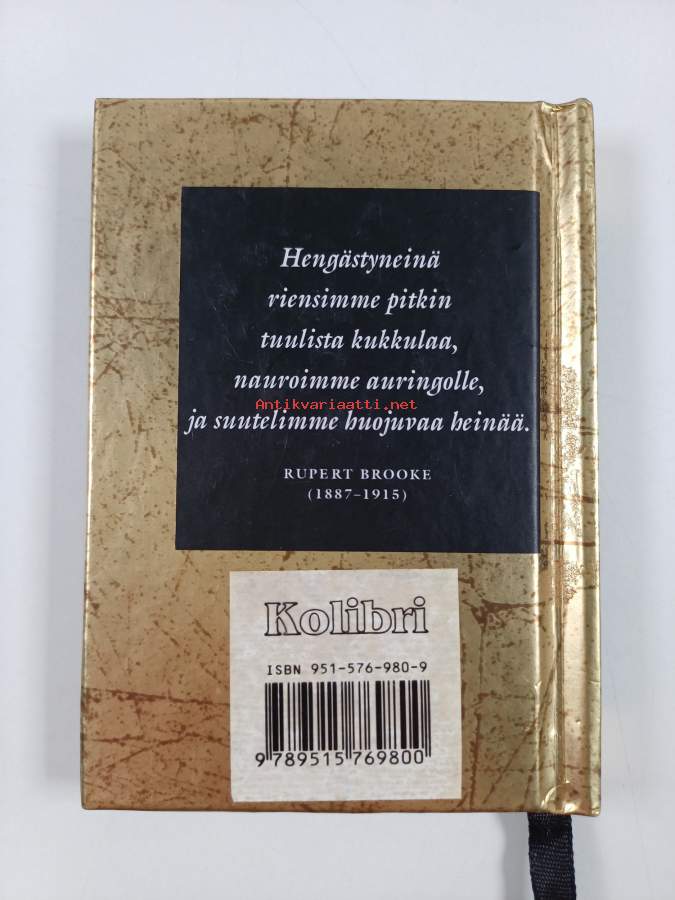 Hengästyneinä
riensimme pitkin
tuulista kukkulaa,
nauroimme auringolle,
Antikvariaatti.net
ja suutelimme huojuvaa heinää.
RUPERT BROOKE
(1887–1915)
Kolibri
ISBN 951-576-980-9
9 789515 769800